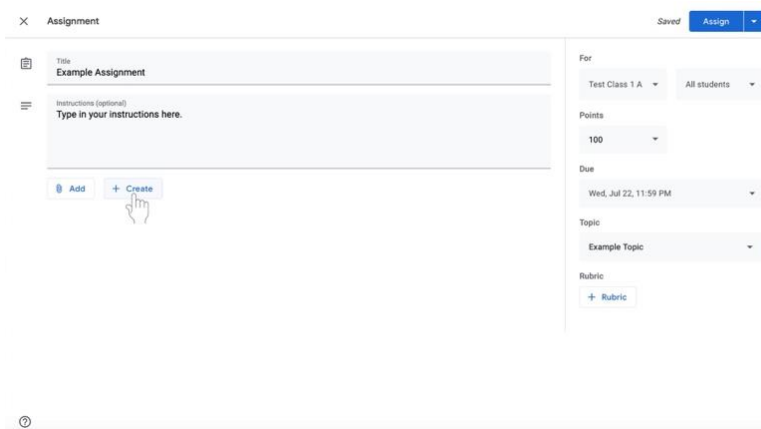 Assignment
Saved
Assign
Title
Example Assignment
Instructions (optional)
Type in your instructions here.
Add
+ Create
For
Test Class 1 A
All students
Points
100
Due
Wed, Jul 22, 11:59 PM
Topic
Example Topic
Rubric
+ Rubric